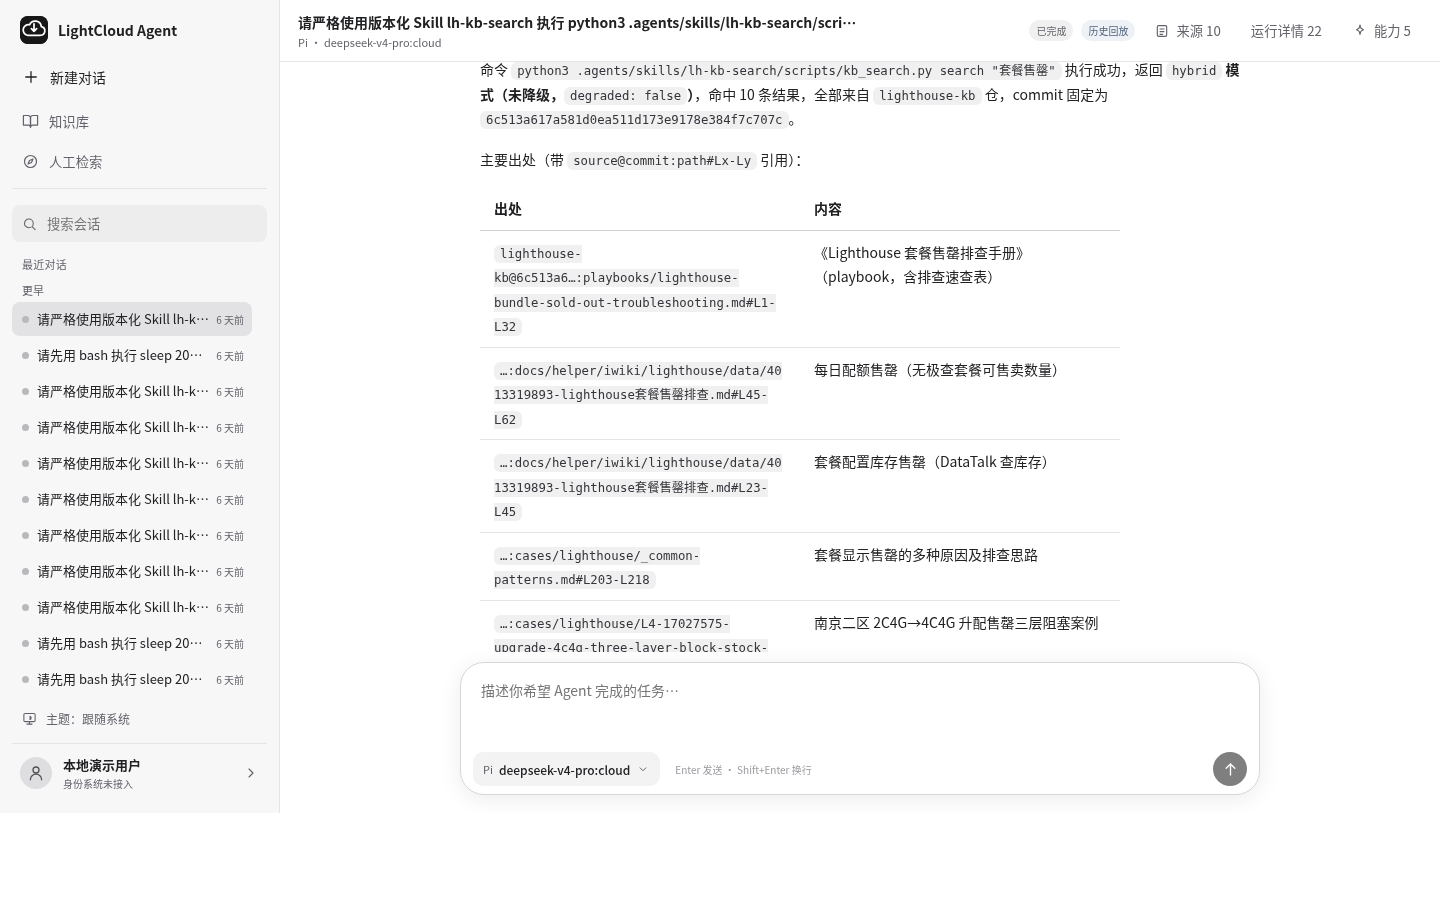 LightCloud Agent
新建对话
知识库
人工检索
搜索会话
最近对话
更早
请严格使用版本化 Skill lh-k… 6 天前
请先用 bash 执行 sleep 20… 6 天前
请严格使用版本化 Skill lh-k… 6 天前
请严格使用版本化 Skill lh-k… 6 天前
请严格使用版本化 Skill lh-k… 6 天前
请严格使用版本化 Skill lh-k… 6 天前
请严格使用版本化 Skill lh-k… 6 天前
请严格使用版本化 Skill lh-k… 6 天前
请严格使用版本化 Skill lh-k… 6 天前
请先用 bash 执行 sleep 20… 6 天前
请先用 bash 执行 sleep 20… 6 天前
主题：跟随系统
本地演示用户
身份系统未接入
请严格使用版本化 Skill lh-kb-search 执行 python3 .agents/skills/lh-kb-search/scri…
Pi · deepseek-v4-pro:cloud
已完成 历史回放 来源 10 运行详情 22 能力 5
命令 python3 .agents/skills/lh-kb-search/scripts/kb_search.py search "套餐售罄" 执行成功，返回 hybrid 模
式（未降级，degraded: false），命中 10 条结果，全部来自 lighthouse-kb 仓，commit 固定为
6c513a617a581d0ea511d173e9178e384f7c707c。
主要出处（带 source@commit:path#Lx-Ly 引用）：
出处 内容
lighthouse-
kb@6c513a6…:playbooks/lighthouse-
bundle-sold-out-troubleshooting.md#L1-
L32
《Lighthouse 套餐售罄排查手册》
（playbook，含排查速查表）
…:docs/helper/iwiki/lighthouse/data/40
13319893-lighthouse套餐售罄排查.md#L45-
L62
每日配额售罄（无极查套餐可售卖数量）
…:docs/helper/iwiki/lighthouse/data/40
13319893-lighthouse套餐售罄排查.md#L23-
L45
套餐配置库存售罄（DataTalk 查库存）
…:cases/lighthouse/_common-
patterns.md#L203-L218
套餐显示售罄的多种原因及排查思路
…:cases/lighthouse/L4-17027575-
upgrade-4c4g-three-layer-block-stock-
南京二区 2C4G→4C4G 升配售罄三层阻塞案例
描述你希望 Agent 完成的任务…
Pi deepseek-v4-pro:cloud
Enter 发送 · Shift+Enter 换行